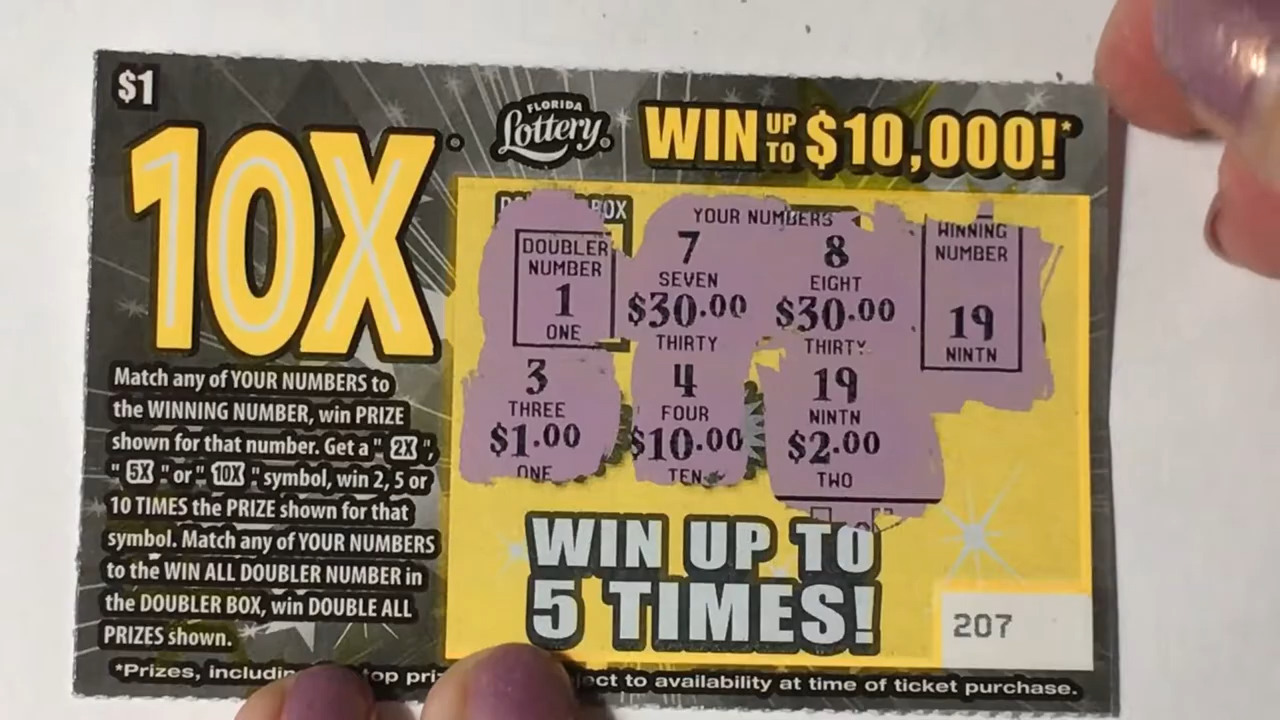 $1
10X®
FLORIDA
Lottery®
WIN UP TO $10,000!*
BOX
YOUR NUMBERS
WINNING
NUMBER
19
NINTN
DOUBLER
NUMBER
1
ONE
7
SEVEN
$30.00
THIRTY
8
EIGHT
$30.00
THIRTY
3
THREE
$1.00
ONE
4
FOUR
$10.00
TEN
19
NINTN
$2.00
TWO
Match any of YOUR NUMBERS to
the WINNING NUMBER, win PRIZE
shown for that number. Get a " 2X ",
" 5X " or " 10X " symbol, win 2, 5 or
10 TIMES the PRIZE shown for that
symbol. Match any of YOUR NUMBERS
to the WIN ALL DOUBLER NUMBER in
the DOUBLER BOX, win DOUBLE ALL
PRIZES shown.
WIN UP TO
5 TIMES!
207
*Prizes, to availability at time of ticket purchase.